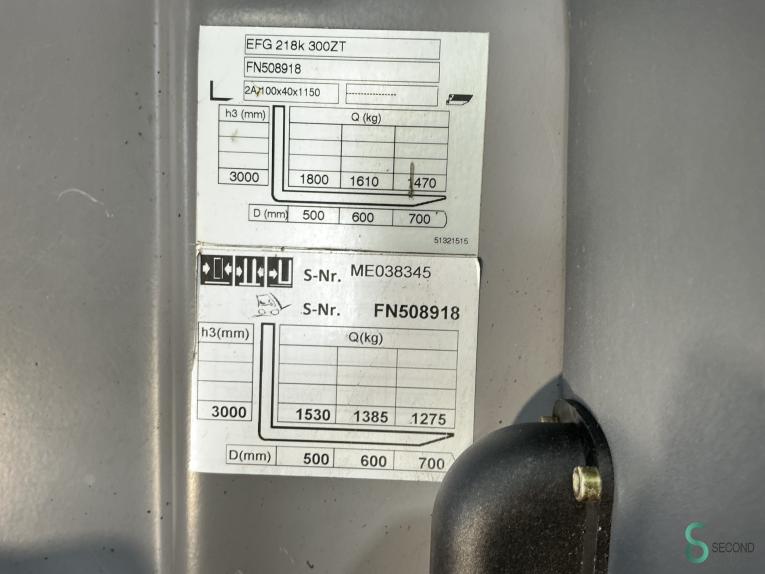 EFG 218k 300ZT
FN508918
2A/100x40x1150 --------------
h3 (mm) Q (kg)
3000 1800 1610 1470
D (mm) 500 600 700
51321515
S-Nr. ME038345
S-Nr. FN508918
h3(mm) Q(kg)
3000 1530 1385 1275
D(mm) 500 600 700
SECOND